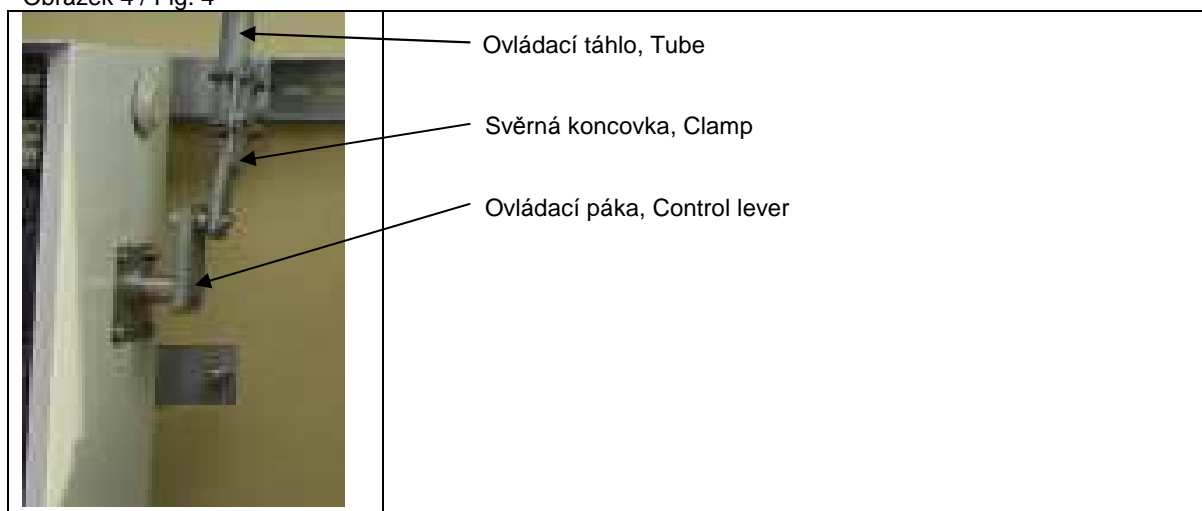 Obrázek 4 / Fig. 4
Ovládací táhlo, Tube
Svěrná koncovka, Clamp
Ovládací páka, Control lever